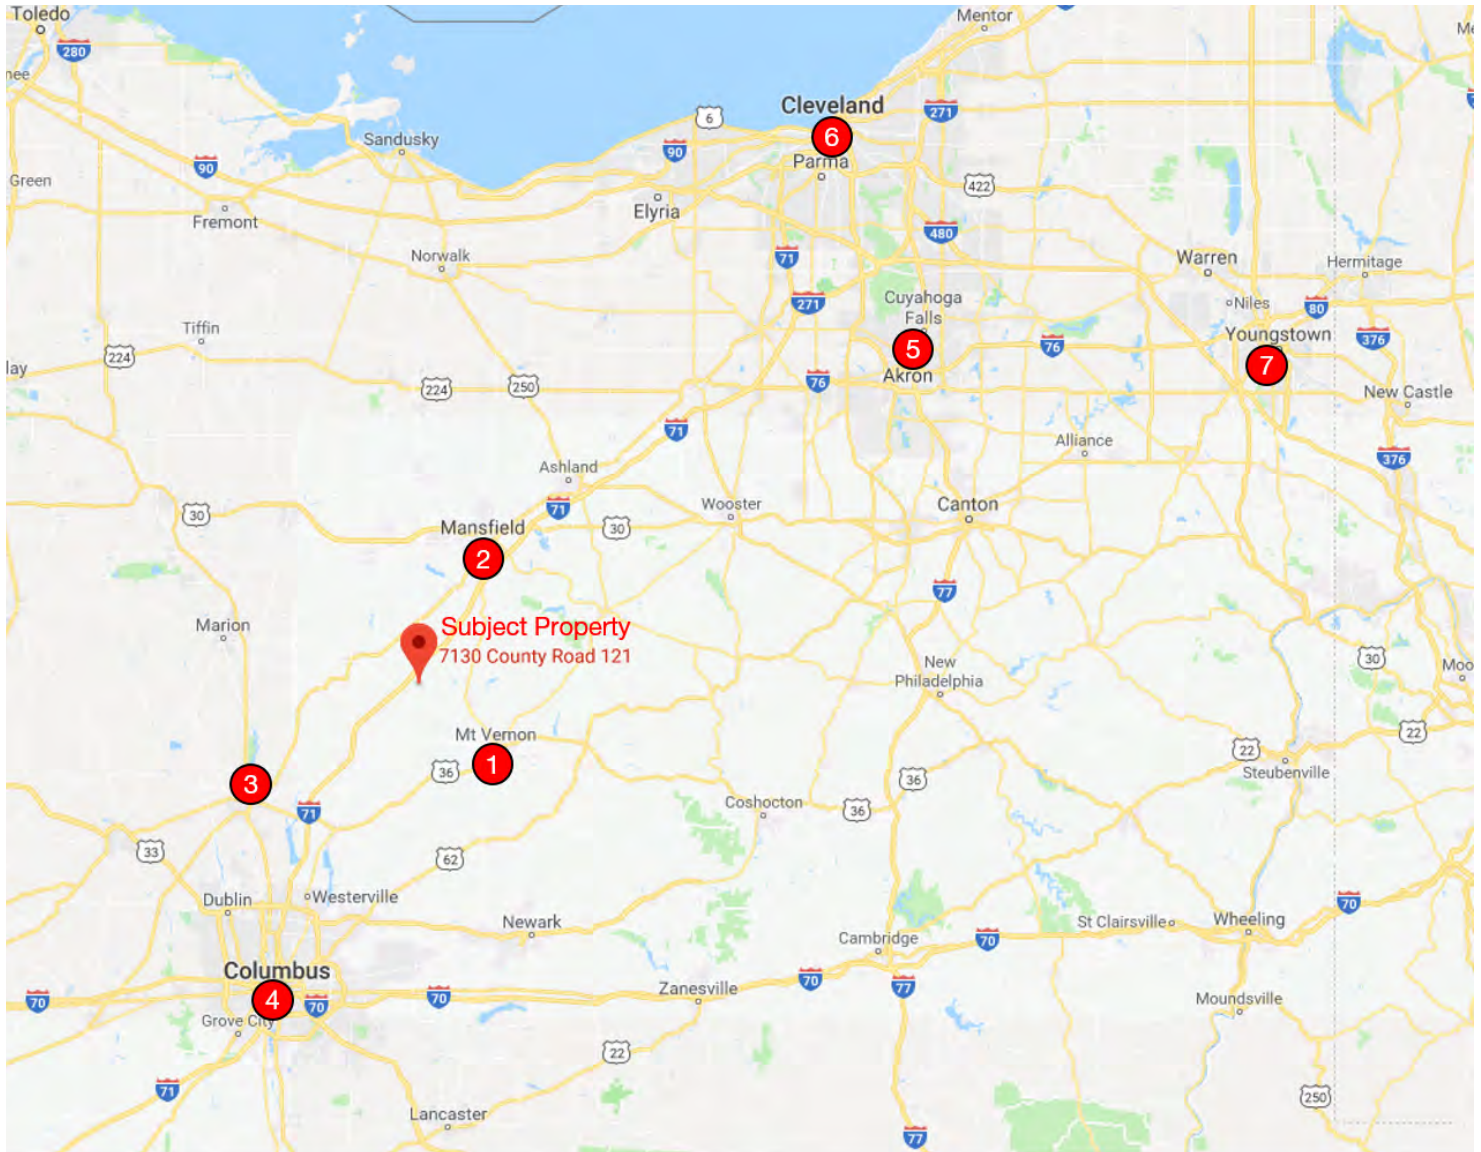 Toledo
Mentor
Me
280
nee
Cleveland
6
271
6
Sandusky
90
Parma
90
Green
422
Elyria
Fremont
480
Norwalk
71
Warren
Hermitage
Cuyahoga
Falls
271
Niles
80
Tiffin
Youngstown
376
224
76
5
lay
7
76
Akron
224
250
New Castle
71
Alliance
376
Ashland
71
Wooster
Canton
30
Mansfield
30
2
77
Marion
Subject Property
7130 County Road 121
30
New
Philadelphia
Moo
Mt Vernon
22
22
1
36
36
Steubenville
3
71
Coshocton
36
33
62
Dublin
Westerville
70
Newark
St Clairsville
Wheeling
Cambridge
70
Columbus
70
Zanesville
77
70
4
70
70
Moundsville
Grove City
22
71
250
Lancaster
77